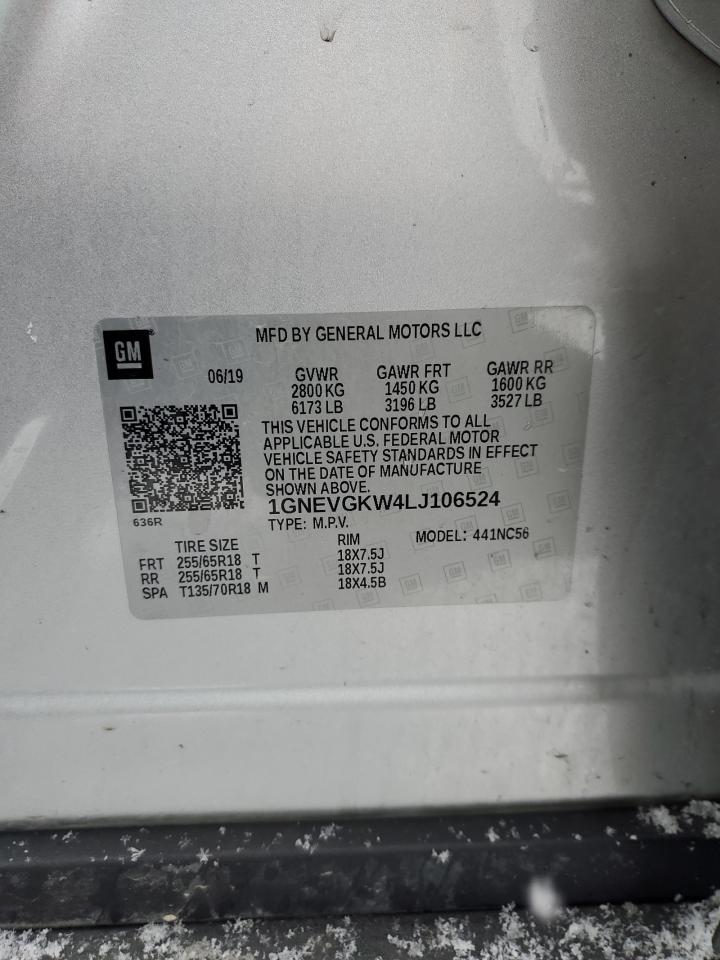 MFD BY GENERAL MOTORS LLC
GM
06/19
GVWR GAWR FRT GAWR RR
2800 KG 1450 KG 1600 KG
6173 LB 3196 LB 3527 LB
THIS VEHICLE CONFORMS TO ALL
APPLICABLE U.S. FEDERAL MOTOR
VEHICLE SAFETY STANDARDS IN EFFECT
ON THE DATE OF MANUFACTURE
SHOWN ABOVE.
1GNEVGKW4LJ106524
636R
TYPE: M.P.V. MODEL: 441NC56
TIRE SIZE RIM
FRT 255/65R18 T 18X7.5J
RR 255/65R18 T 18X7.5J
SPA T135/70R18 M 18X4.5B